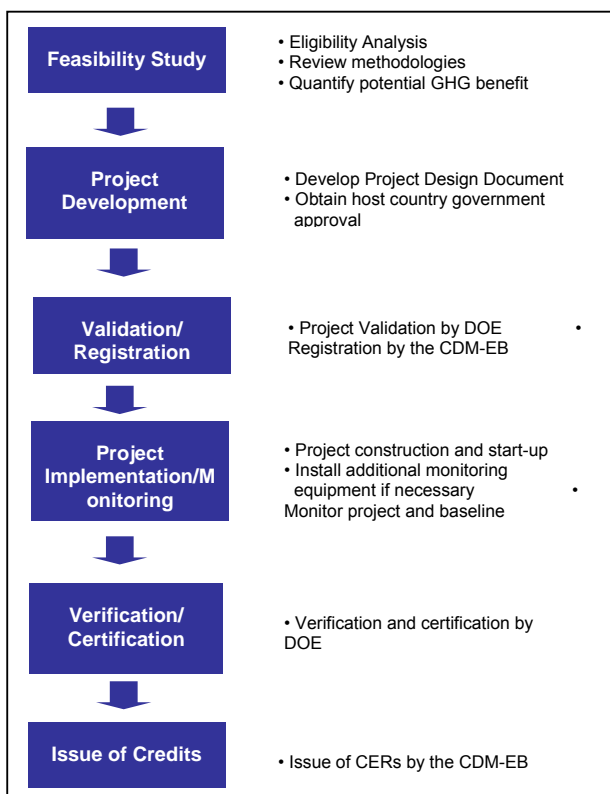 Feasibility Study
• Eligibility Analysis
• Review methodologies
• Quantify potential GHG benefit
Project
Development
• Develop Project Design Document
• Obtain host country government
approval
Validation/
Registration
• Project Validation by DOE •
Registration by the CDM-EB
Project
Implementation/M
onitoring
• Project construction and start-up
• Install additional monitoring
equipment if necessary •
Monitor project and baseline
Verification/
Certification
• Verification and certification by
DOE
Issue of Credits
• Issue of CERs by the CDM-EB